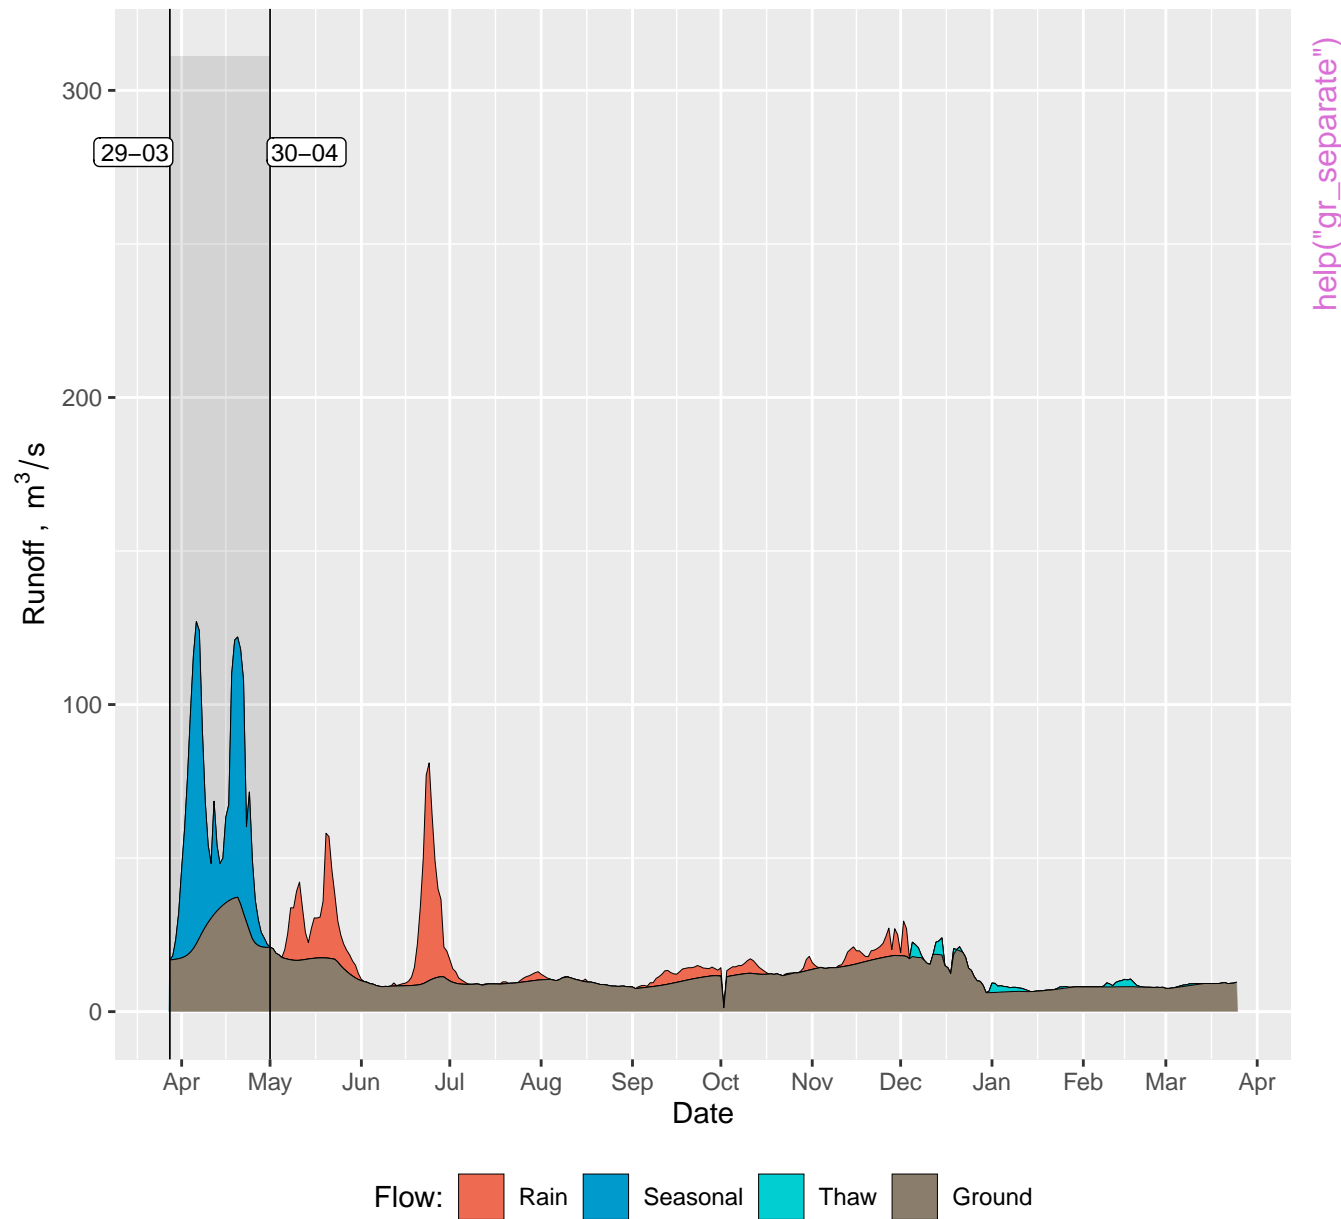 300
200
100
0
Runoff , m³/s
29−03
30−04
help("gr_separate")
Apr May Jun Jul Aug Sep Oct Nov Dec Jan Feb Mar Apr
Date
Flow: Rain Seasonal Thaw Ground